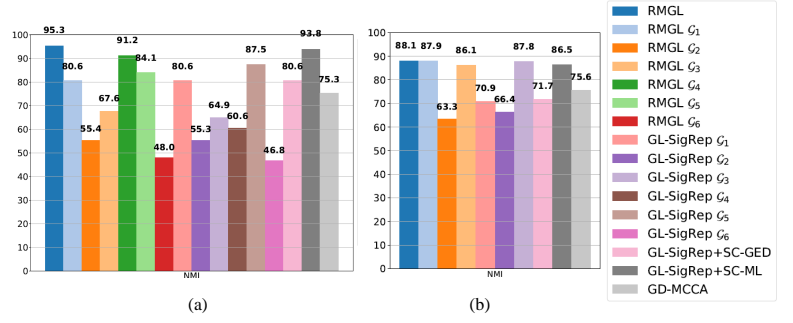 95.3
80.6
55.4
67.6
91.2
84.1
48.0
80.6
55.3
64.9
60.6
87.5
46.8
80.6
93.8
75.3
100
90
80
70
60
50
40
30
20
10
0
NMI
(a)
88.1 87.9
63.3
86.1
70.9
66.4
87.8
71.7
86.5
75.6
100
90
80
70
60
50
40
30
20
10
0
NMI
(b)
RMGL
RMGL 𝒢₁
RMGL 𝒢₂
RMGL 𝒢₃
RMGL 𝒢₄
RMGL 𝒢₅
RMGL 𝒢₆
GL-SigRep 𝒢₁
GL-SigRep 𝒢₂
GL-SigRep 𝒢₃
GL-SigRep 𝒢₄
GL-SigRep 𝒢₅
GL-SigRep 𝒢₆
GL-SigRep+SC-GED
GL-SigRep+SC-ML
GD-MCCA